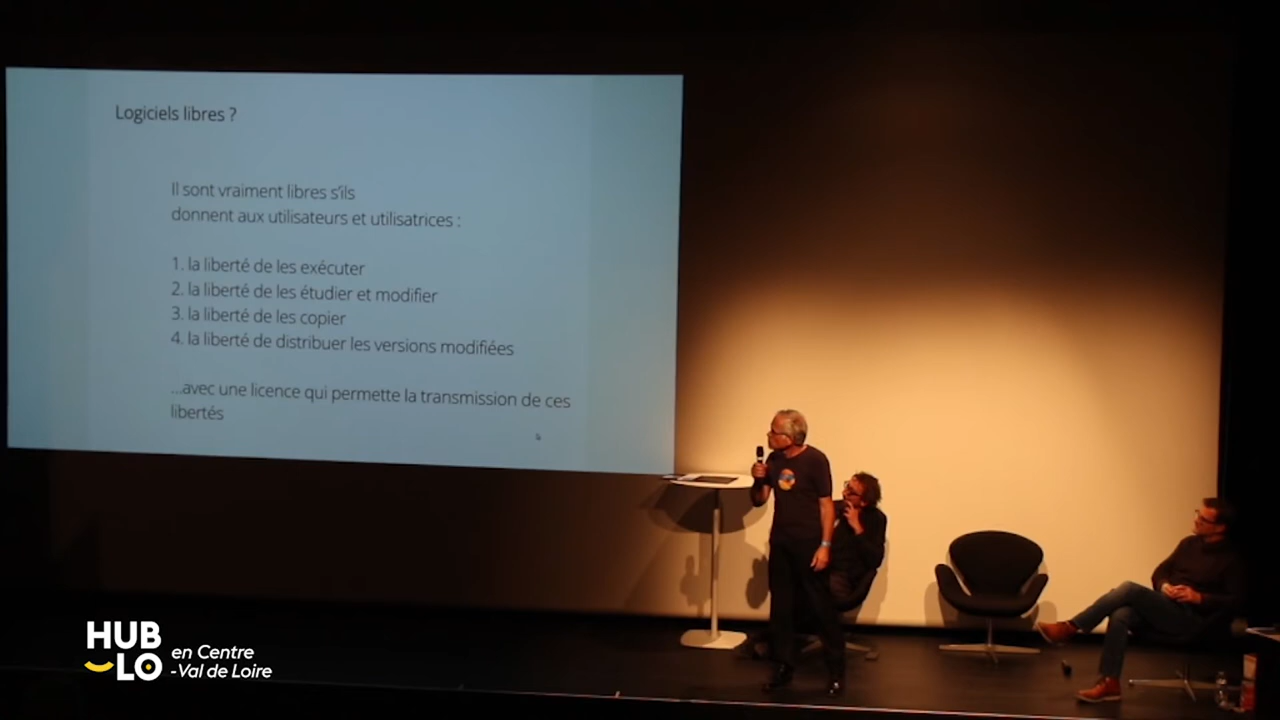 Logiciels libres ?
Il sont vraiment libres s'ils
donnent aux utilisateurs et utilisatrices :
1. la liberté de les exécuter
2. la liberté de les étudier et modifier
3. la liberté de les copier
4. la liberté de distribuer les versions modifiées
...avec une licence qui permette la transmission de ces
libertés
HUB
LO
en Centre
-Val de Loire